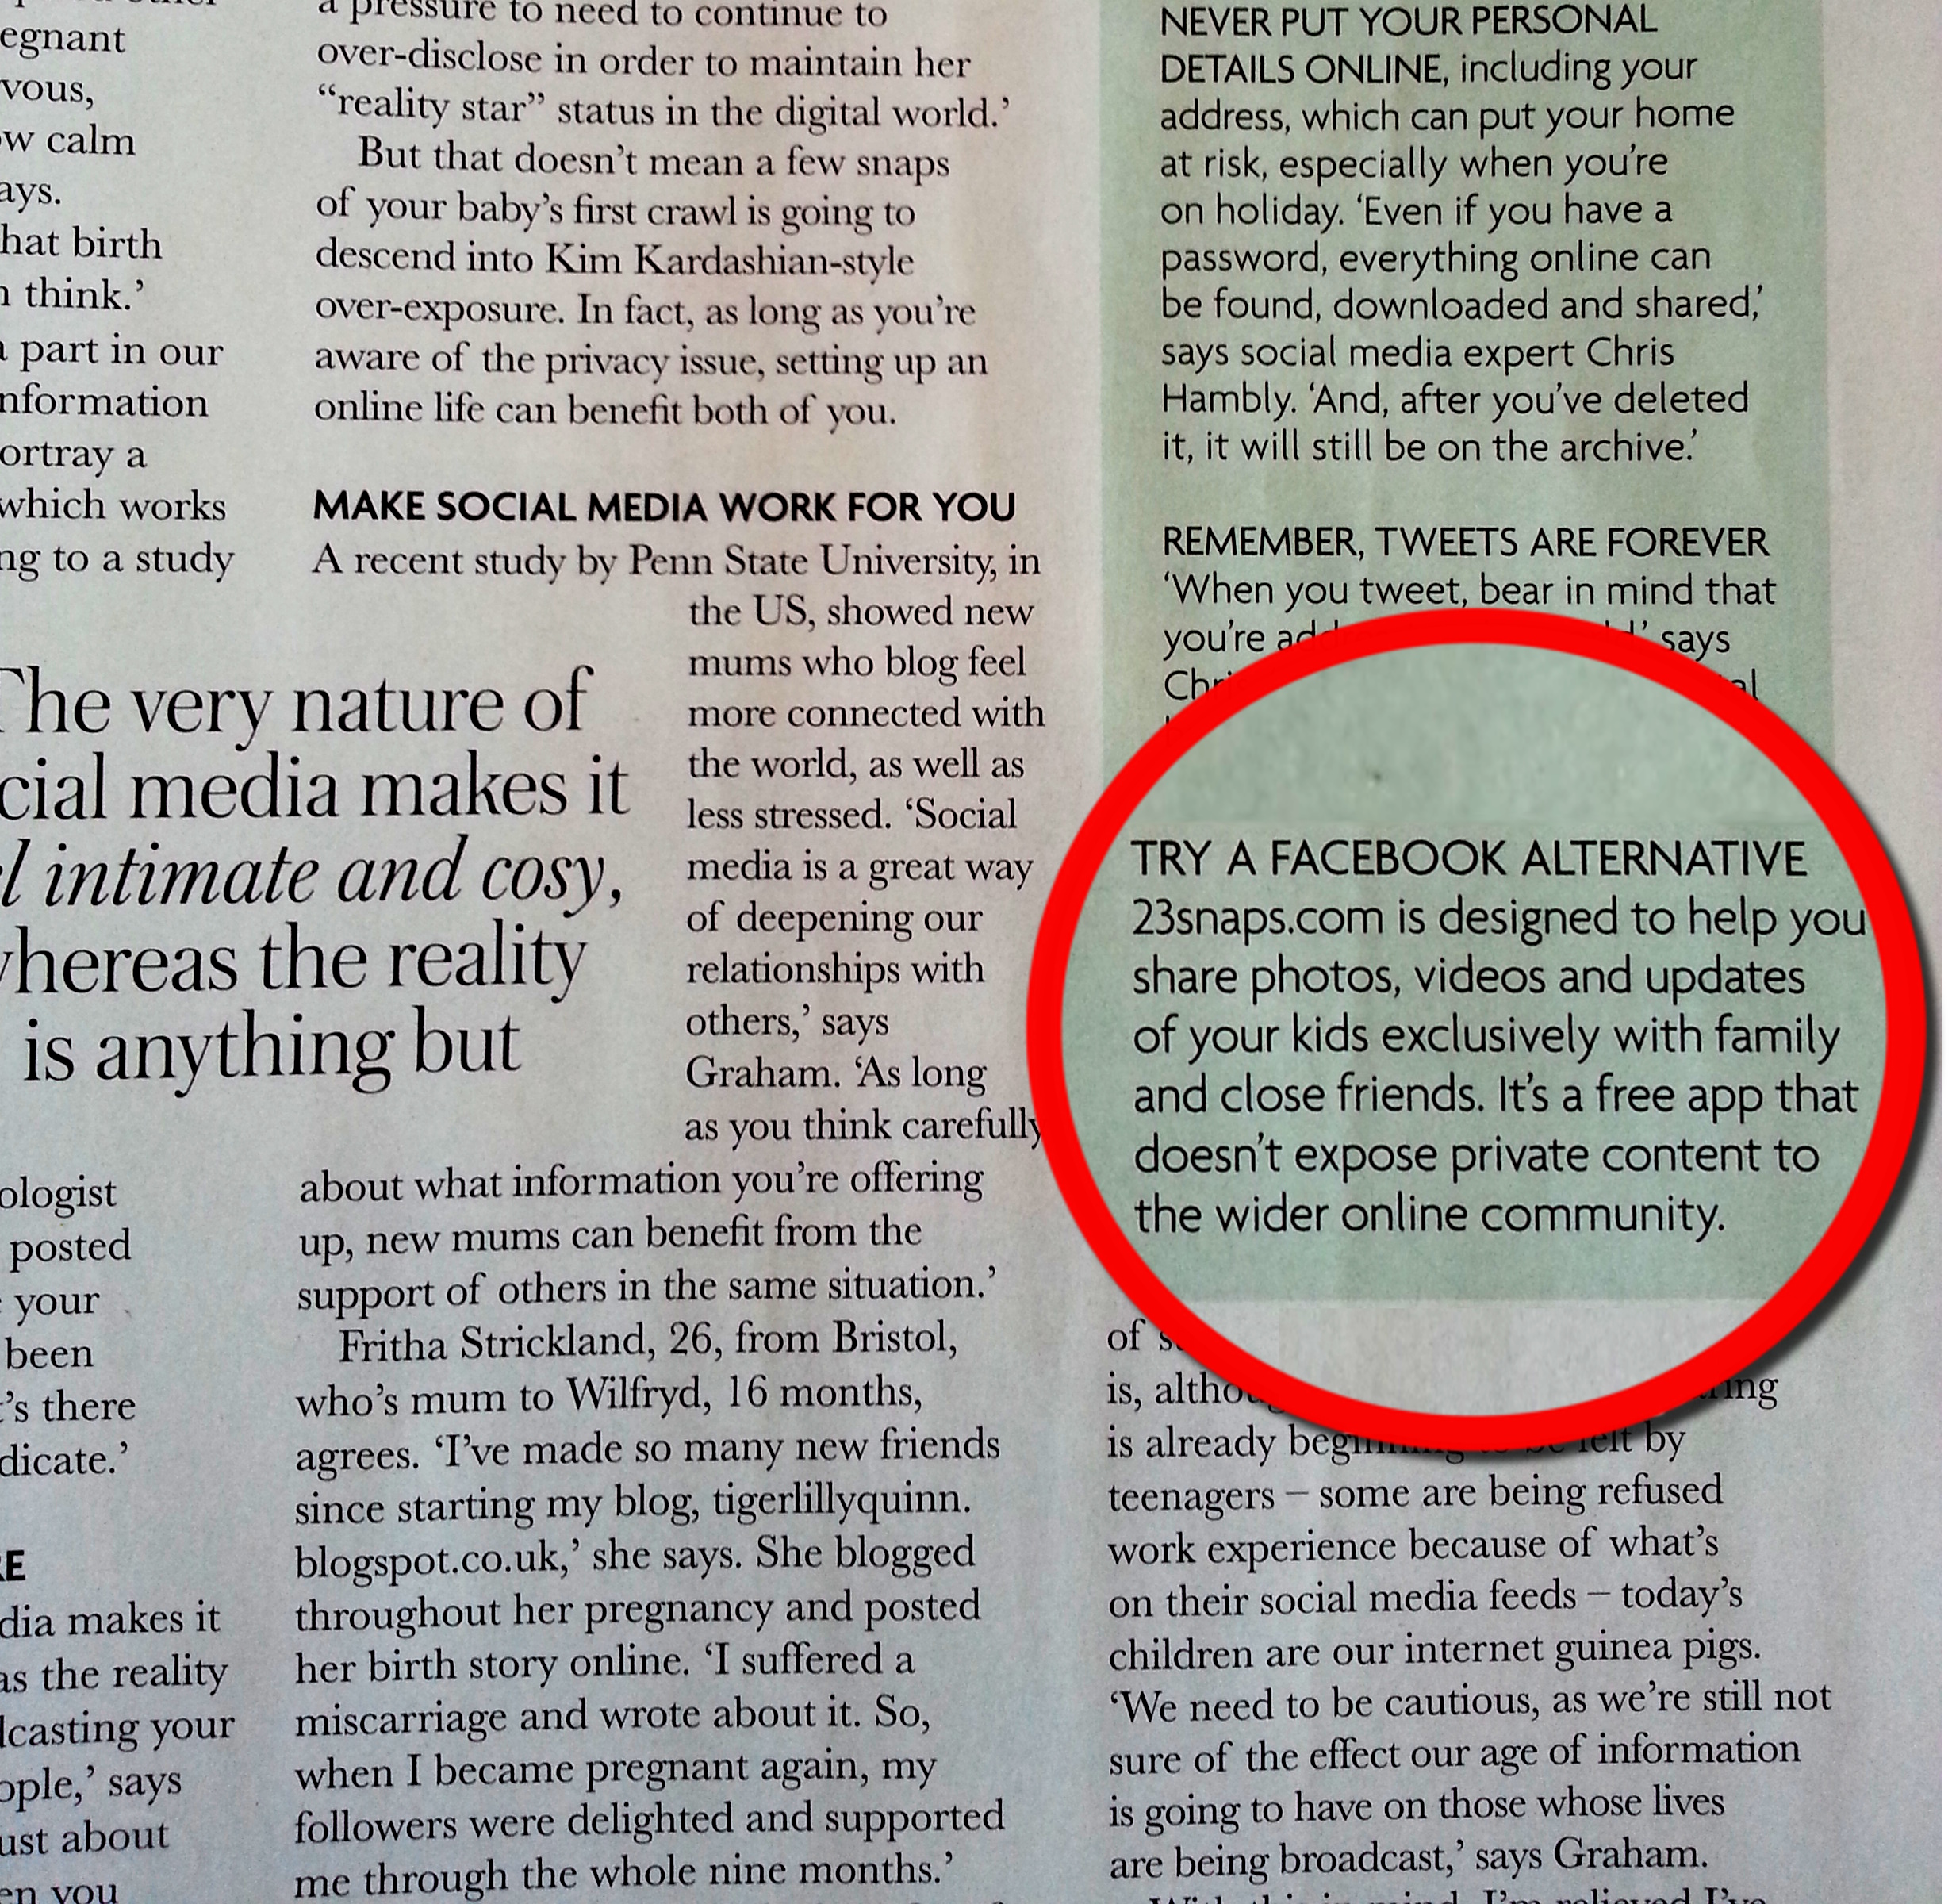 egnant
vous,
calm
ays.
hat birth
think.’
part in our
nformation
ortray a
which works
ng to a study
The very nature of
cial media makes it
l intimate and cosy,
whereas the reality
is anything but
ologist
posted
your
been
’s there
dicate.’
RE
dia makes it
as the reality
dcasting your
ople,’ says
ust about
en you
a pressure to need to continue to
over-disclose in order to maintain her
“reality star” status in the digital world.’
But that doesn’t mean a few snaps
of your baby’s first crawl is going to
descend into Kim Kardashian-style
over-exposure. In fact, as long as you’re
aware of the privacy issue, setting up an
online life can benefit both of you.
MAKE SOCIAL MEDIA WORK FOR YOU
A recent study by Penn State University, in
the US, showed new
mums who blog feel
more connected with
the world, as well as
less stressed. ‘Social
media is a great way
of deepening our
relationships with
others,’ says
Graham. ‘As long
as you think carefully
about what information you’re offering
up, new mums can benefit from the
support of others in the same situation.’
Fritha Strickland, 26, from Bristol,
who’s mum to Wilfryd, 16 months,
agrees. ‘I’ve made so many new friends
since starting my blog, tigerlillyquinn.
blogspot.co.uk,’ she says. She blogged
throughout her pregnancy and posted
her birth story online. ‘I suffered a
miscarriage and wrote about it. So,
when I became pregnant again, my
followers were delighted and supported
me through the whole nine months.’
NEVER PUT YOUR PERSONAL
DETAILS ONLINE, including your
address, which can put your home
at risk, especially when you’re
on holiday. ‘Even if you have a
password, everything online can
be found, downloaded and shared,’
says social media expert Chris
Hambly. ‘And, after you’ve deleted
it, it will still be on the archive.’
REMEMBER, TWEETS ARE FOREVER
‘When you tweet, bear in mind that
you’re says
TRY A FACEBOOK ALTERNATIVE
23snaps.com is designed to help you
share photos, videos and updates
of your kids exclusively with family
and close friends. It’s a free app that
doesn’t expose private content to
the wider online community.
of
is,
is already by
teenagers – some are being refused
work experience because of what’s
on their social media feeds – today’s
children are our internet guinea pigs.
‘We need to be cautious, as we’re still not
sure of the effect our age of information
is going to have on those whose lives
are being broadcast,’ says Graham.